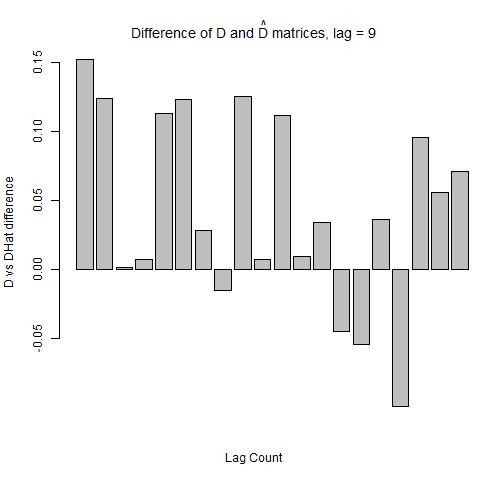 Difference of D and D̂ matrices, lag = 9
0.15
0.10
0.05
0.00
-0.05
D vs DHat difference
Lag Count